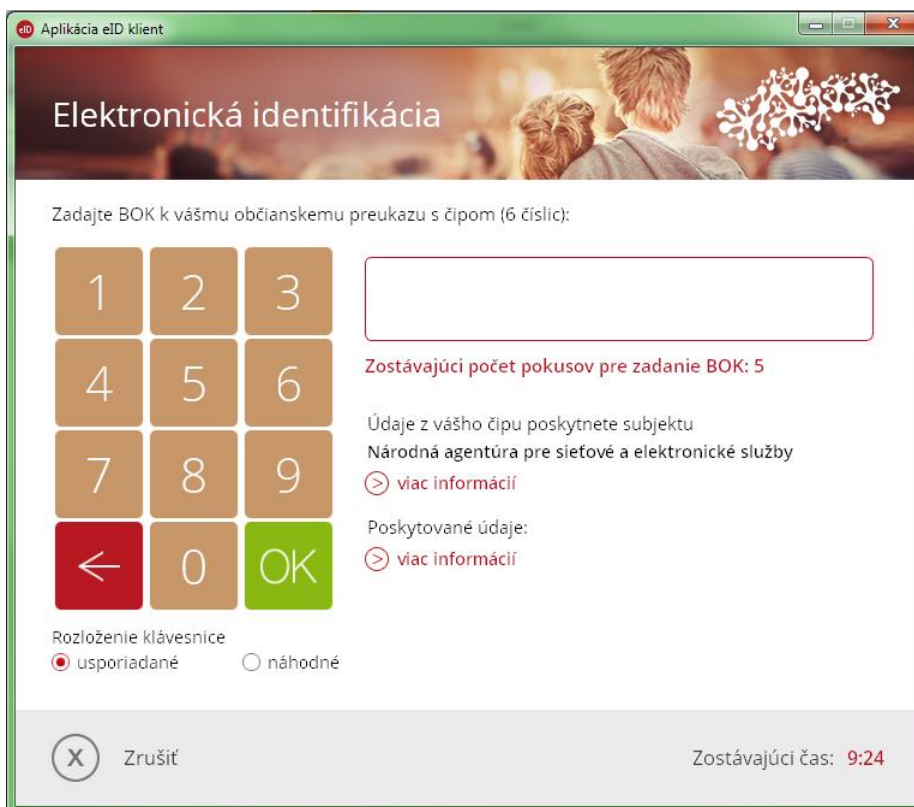 eID Aplikácia eID klient
Elektronická identifikácia
Zadajte BOK k vášmu občianskemu preukazu s čipom (6 číslic):
1 2 3
4 5 6
7 8 9
0 OK
Zostávajúci počet pokusov pre zadanie BOK: 5
Údaje z vášho čipu poskytnete subjektu
Národná agentúra pre sieťové a elektronické služby
viac informácií
Poskytované údaje:
viac informácií
Rozloženie klávesnice
usporiadané náhodné
X Zrušiť
Zostávajúci čas: 9:24